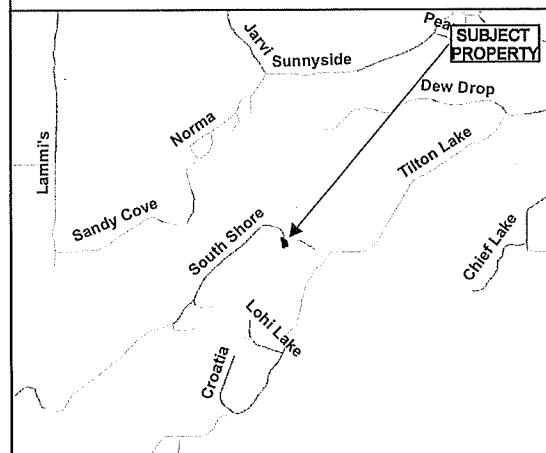 Pea
Jarvi
SUBJECT
PROPERTY
Sunnyside
Dew Drop
Norma
Lammi's
Tilton Lake
Sandy Cove
South Shore
Chief Lake
Lohi Lake
Croatia